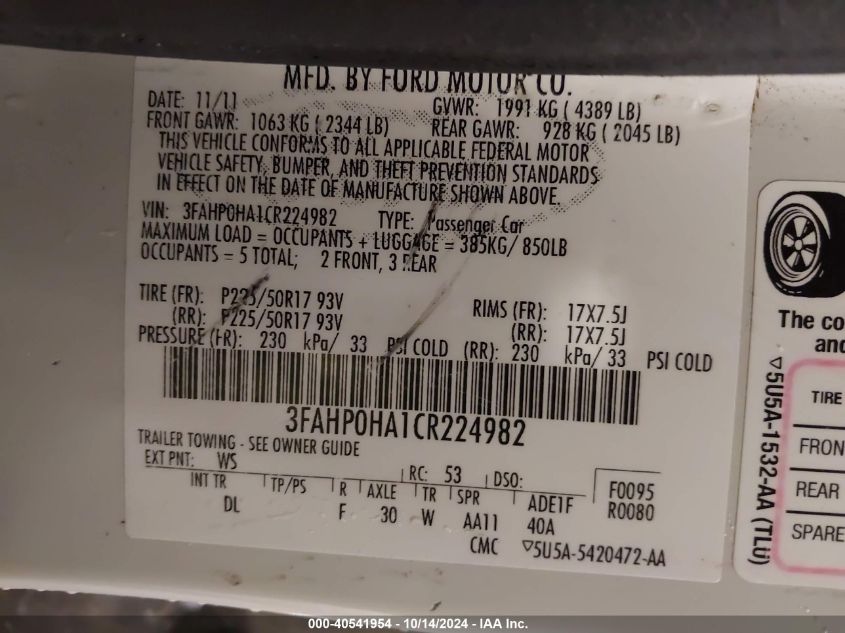 MFD. BY FORD MOTOR CO.
DATE: 11/11 GVWR: 1991 KG ( 4389 LB)
FRONT GAWR: 1063 KG ( 2344 LB) REAR GAWR: 928 KG ( 2045 LB)
THIS VEHICLE CONFORMS TO ALL APPLICABLE FEDERAL MOTOR
VEHICLE SAFETY, BUMPER, AND THEFT PREVENTION STANDARDS
IN EFFECT ON THE DATE OF MANUFACTURE SHOWN ABOVE.
VIN: 3FAHP0HA1CR224982 TYPE: Passenger Car
MAXIMUM LOAD = OCCUPANTS + LUGGAGE = 385KG/ 850LB
OCCUPANTS = 5 TOTAL; 2 FRONT, 3 REAR
TIRE (FR): P225/50R17 93V RIMS (FR): 17X7.5J
(RR): P225/50R17 93V (RR): 17X7.5J
PRESSURE (FR): 230 kPa/ 33 PSI COLD (RR): 230 kPa/ 33 PSI COLD
3FAHP0HA1CR224982
TRAILER TOWING - SEE OWNER GUIDE
EXT PNT: WS RC: 53 DSO: F0095
INT TR TP/PS R AXLE TR SPR ADE1F R0080
DL F 30 W AA11 40A
CMC ▽5U5A-5420472-AA
The co
and
▽5U5A-1532-AA (TLU)
TIRE
FRON
REAR
SPARE
000-40541954 - 10/14/2024 - IAA Inc.